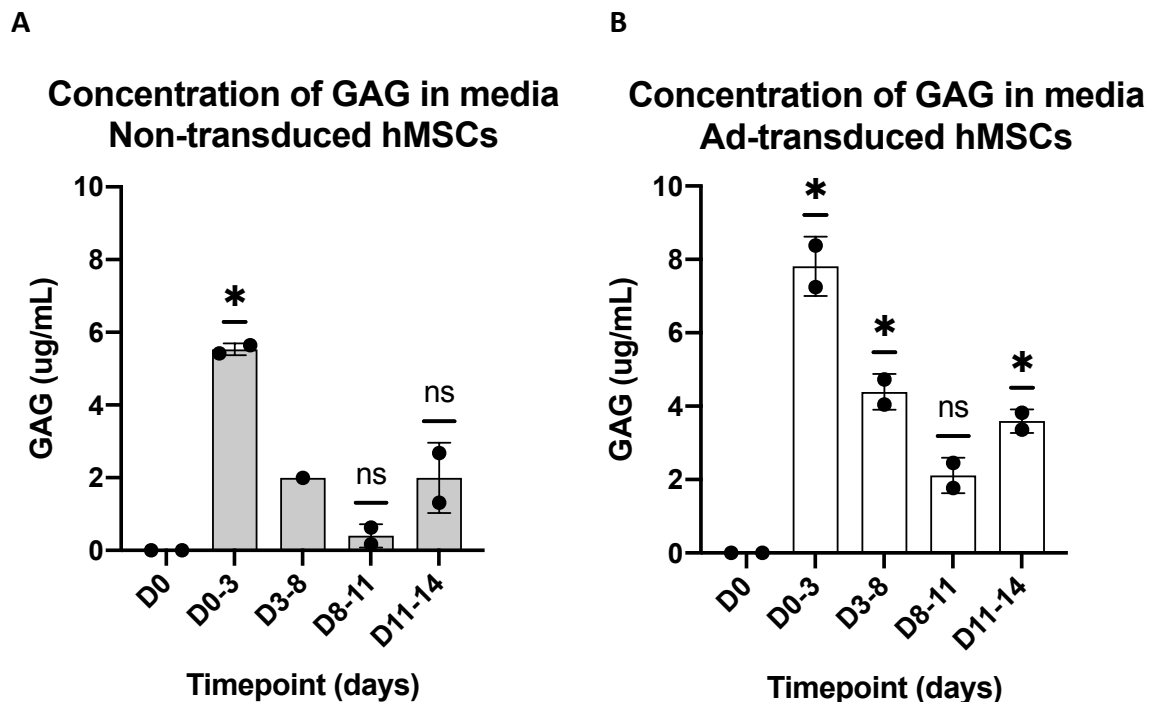 A
Concentration of GAG in media
Non-transduced hMSCs
10
8
6
4
2
0
GAG (ug/mL)
*
ns
ns
D0
D0-3
D3-8
D8-11
D11-14
Timepoint (days)
B
Concentration of GAG in media
Ad-transduced hMSCs
10
8
6
4
2
0
GAG (ug/mL)
*
*
ns
*
D0
D0-3
D3-8
D8-11
D11-14
Timepoint (days)